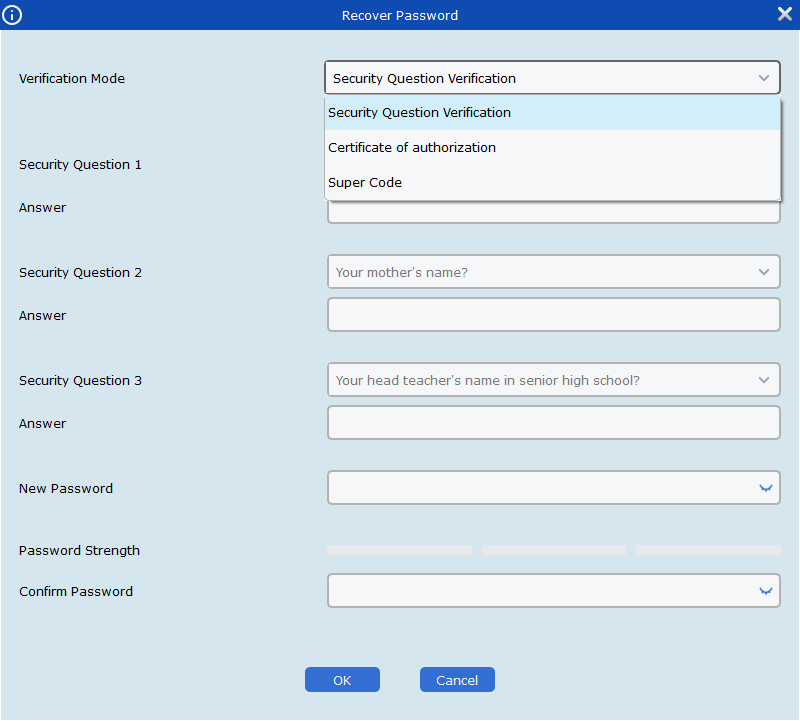 Recover Password
Verification Mode
Security Question Verification
Security Question Verification
Certificate of authorization
Super Code
Security Question 1
Answer
Security Question 2
Your mother's name?
Answer
Security Question 3
Your head teacher's name in senior high school?
Answer
New Password
Password Strength
Confirm Password
OK
Cancel